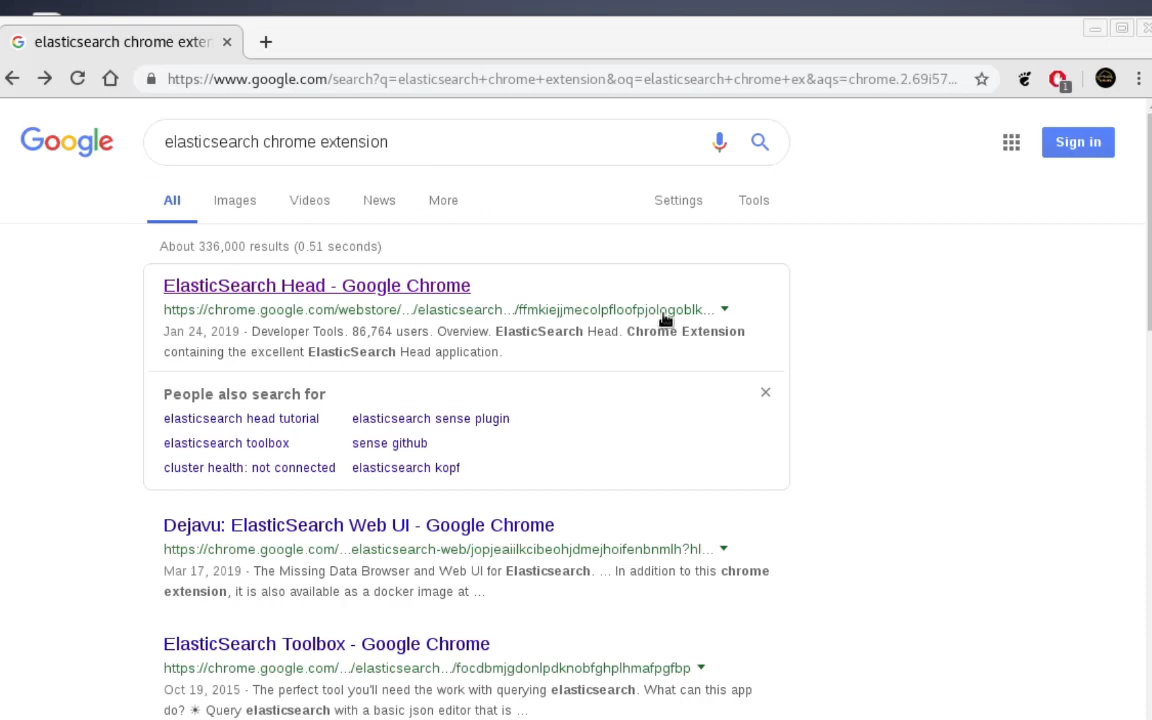 elasticsearch chrome exter
https://www.google.com/search?q=elasticsearch+chrome+extension&oq=elasticsearch+chrome+ex&aqs=chrome.2.69i57...
1
Google
elasticsearch chrome extension
Sign in
All Images Videos News More Settings Tools
About 336,000 results (0.51 seconds)
ElasticSearch Head - Google Chrome
https://chrome.google.com/webstore/.../elasticsearch.../ffmkiejjmecolpfloofpjologoblk...
Jan 24, 2019 - Developer Tools. 86,764 users. Overview. ElasticSearch Head. Chrome Extension
containing the excellent ElasticSearch Head application.
People also search for
elasticsearch head tutorial elasticsearch sense plugin
elasticsearch toolbox sense github
cluster health: not connected elasticsearch kopf
Dejavu: ElasticSearch Web UI - Google Chrome
https://chrome.google.com/...elasticsearch-web/jopjeaiilkcibeohjdmejhoifenbnmlh?hl...
Mar 17, 2019 - The Missing Data Browser and Web UI for Elasticsearch. ... In addition to this chrome
extension, it is also available as a docker image at ...
ElasticSearch Toolbox - Google Chrome
https://chrome.google.com/.../elasticsearch.../focdbmjgdonlpdknobfghplhmafpgfbp
Oct 19, 2015 - The perfect tool you'll need the work with querying elasticsearch. What can this app
do? ☀ Query elasticsearch with a basic json editor that is ...